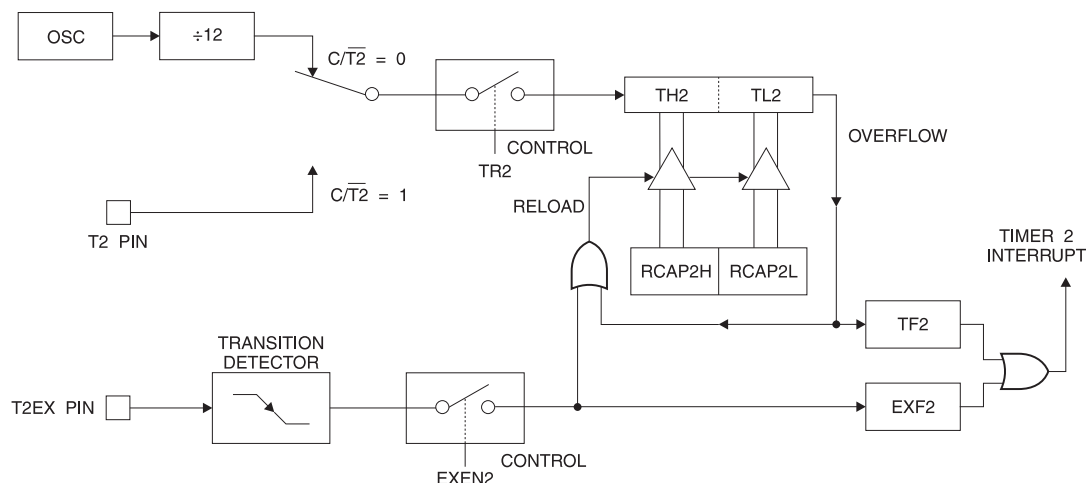 OSC
÷12
C/T2̅ = 0
TH2
TL2
OVERFLOW
CONTROL
TR2
C/T2̅ = 1
T2 PIN
RELOAD
RCAP2H
RCAP2L
TIMER 2
INTERRUPT
TF2
TRANSITION
DETECTOR
T2EX PIN
EXF2
CONTROL
EXEN2